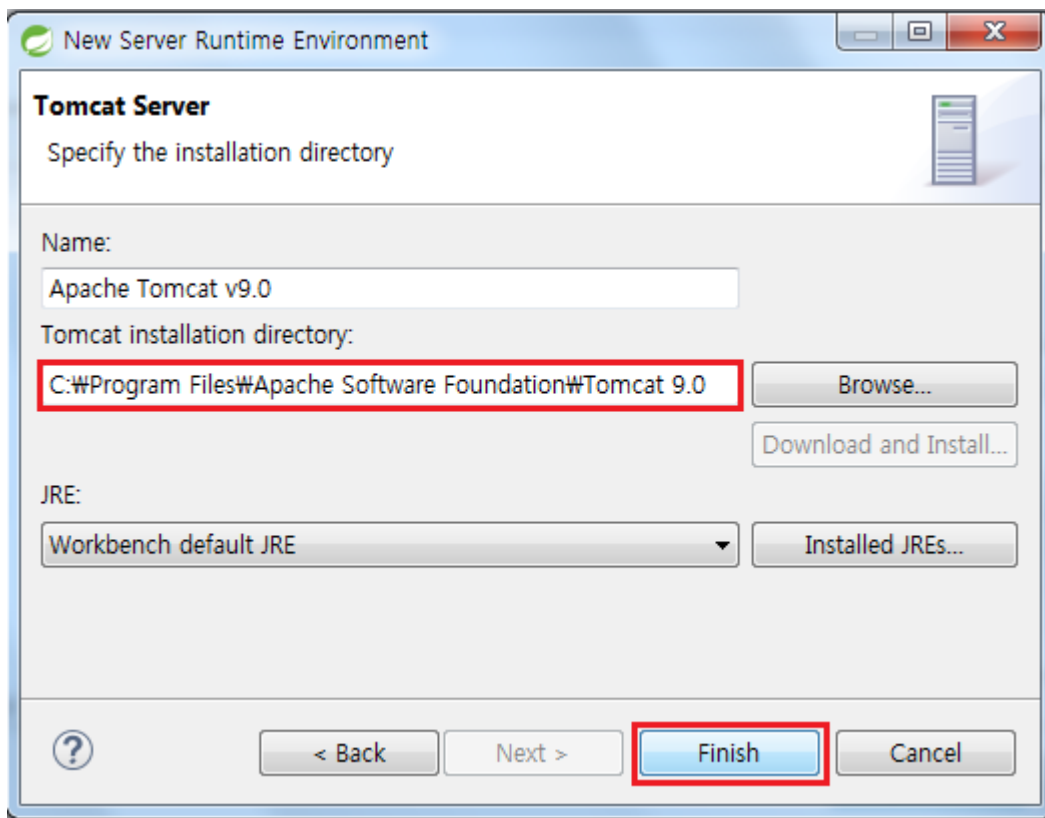 New Server Runtime Environment
Tomcat Server
Specify the installation directory
Name:
Apache Tomcat v9.0
Tomcat installation directory:
C:₩Program Files₩Apache Software Foundation₩Tomcat 9.0
Browse...
Download and Install...
JRE:
Workbench default JRE
Installed JREs...
?
< Back
Next >
Finish
Cancel